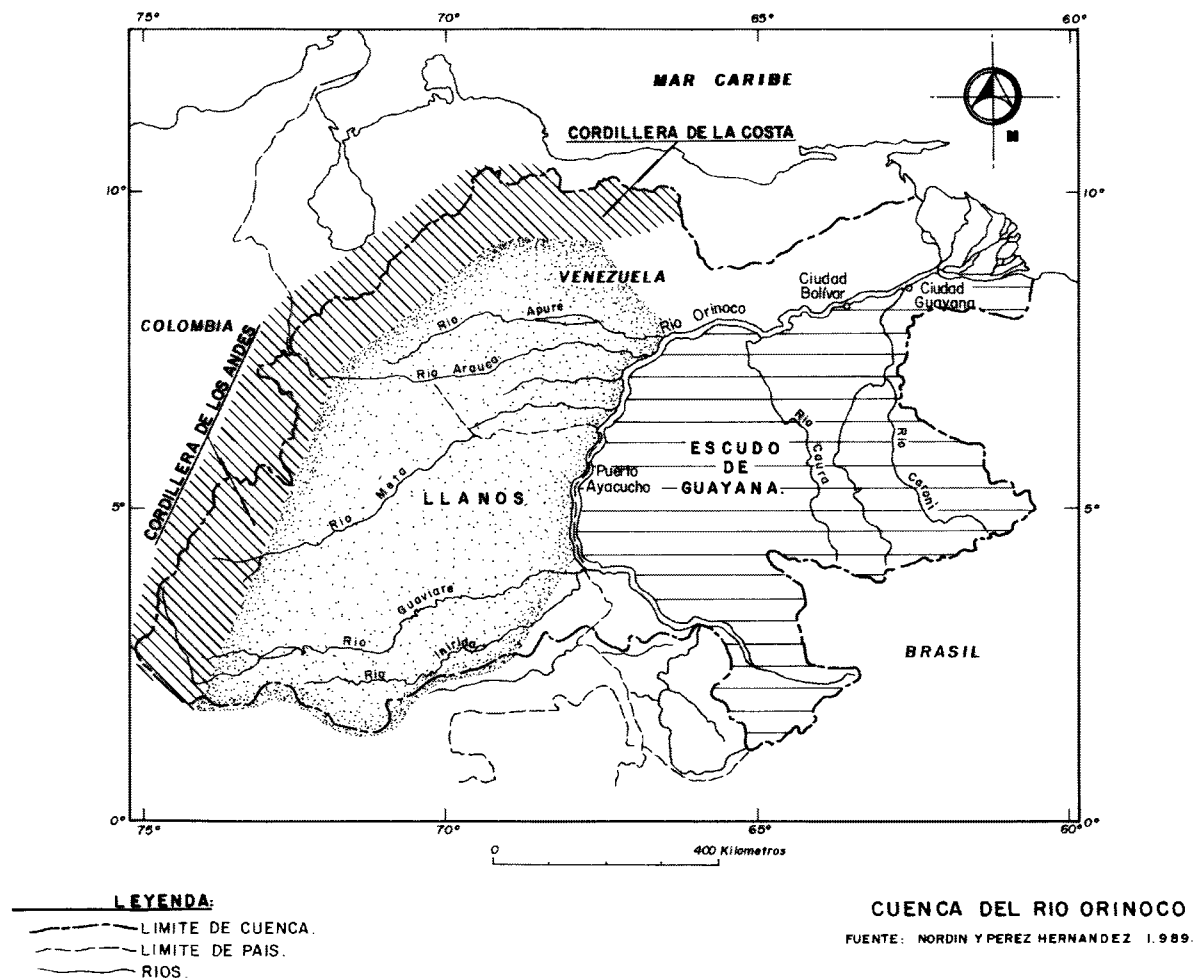 75°
70°
65°
60°
MAR CARIBE
N
CORDILLERA DE LA COSTA
10°
10°
VENEZUELA
Ciudad
Bolívar
Ciudad
Guayana
COLOMBIA
Rio Apure
Rio Orinoco
Rio Arauca
CORDILLERA DE LOS ANDES
Rio Caura
Rio Caroni
ESCUDO
DE
GUAYANA.
Puerto
Ayacucho
Rio Meta
LLANOS
5°
5°
Rio Guaviare
Rio Inirida
BRASIL
0°
0°
75°
70°
65°
60°
0 400 Kilometros
LEYENDA:
LIMITE DE CUENCA.
LIMITE DE PAIS.
RIOS.
CUENCA DEL RIO ORINOCO
FUENTE: NORDIN Y PEREZ HERNANDEZ 1.989.